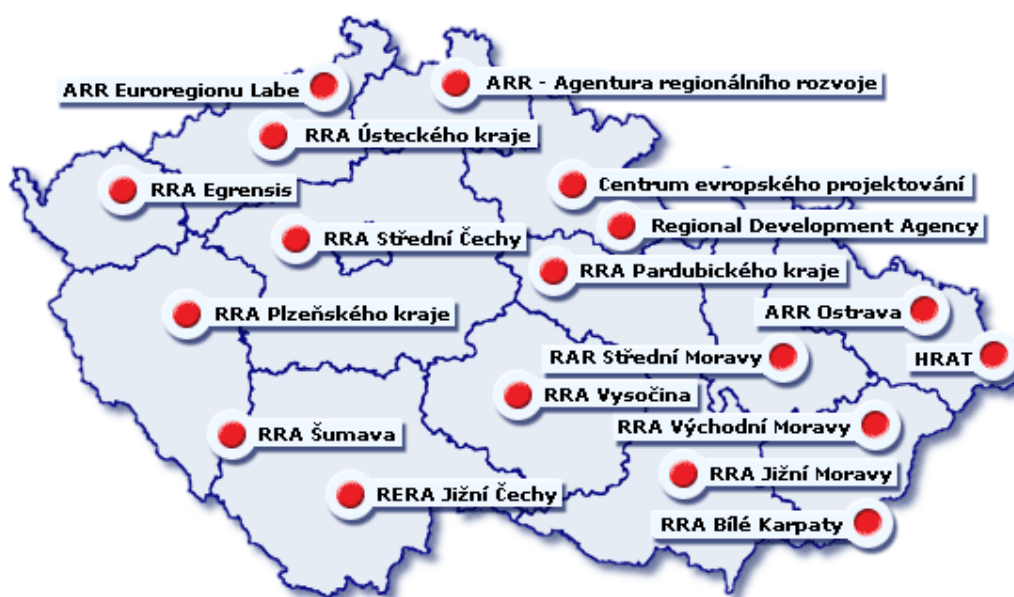 ARR Euroregionu Labe
ARR - Agentura regionálního rozvoje
RRA Ústeckého kraje
RRA Egrensis
Centrum evropského projektování
Regional Development Agency
RRA Střední Čechy
RRA Pardubického kraje
RRA Plzeňského kraje
ARR Ostrava
RAR Střední Moravy
HRAT
RRA Vysočina
RRA Východní Moravy
RRA Šumava
RRA Jižní Moravy
RERA Jižní Čechy
RRA Bílé Karpaty